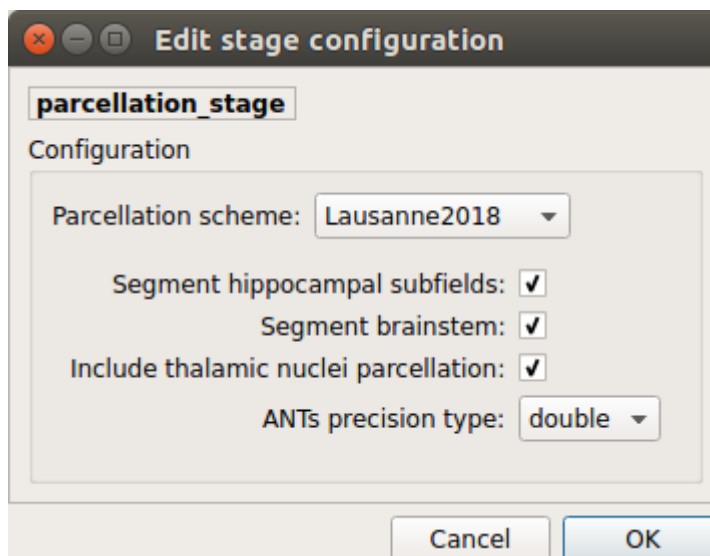 Edit stage configuration
parcellation_stage
Configuration
Parcellation scheme: Lausanne2018
Segment hippocampal subfields:
Segment brainstem:
Include thalamic nuclei parcellation:
ANTs precision type: double
Cancel OK